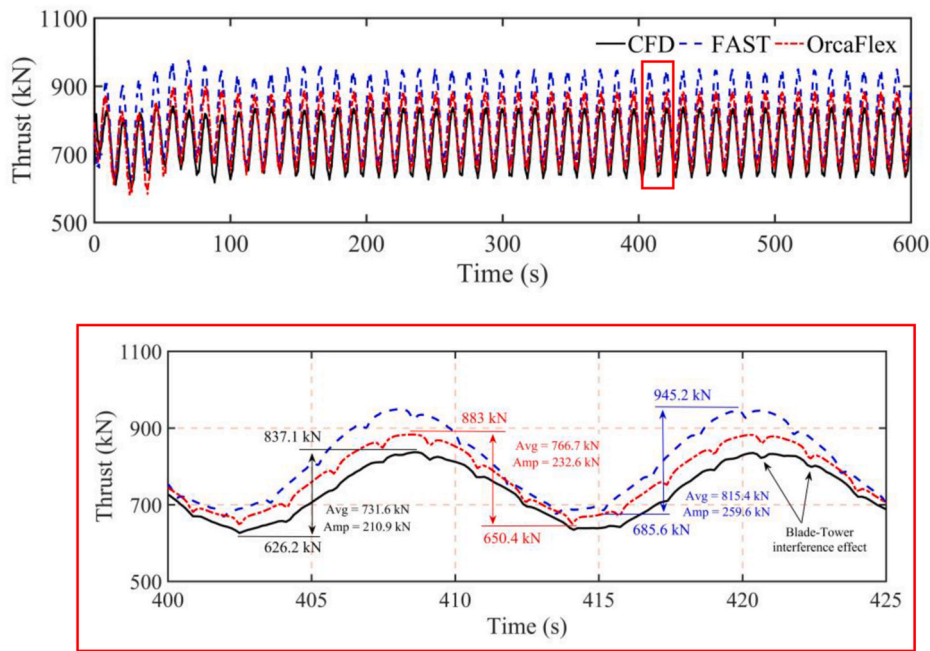 1100
CFD FAST OrcaFlex
900
Thrust (kN)
700
500
0 100 200 300 400 500 600
Time (s)
1100
945.2 kN
883 kN
900
837.1 kN
Avg = 766.7 kN
Amp = 232.6 kN
Thrust (kN)
Avg = 731.6 kN
Amp = 210.9 kN
Avg = 815.4 kN
Amp = 259.6 kN
700
626.2 kN
650.4 kN
685.6 kN
Blade-Tower
interference effect
500
400 405 410 415 420 425
Time (s)